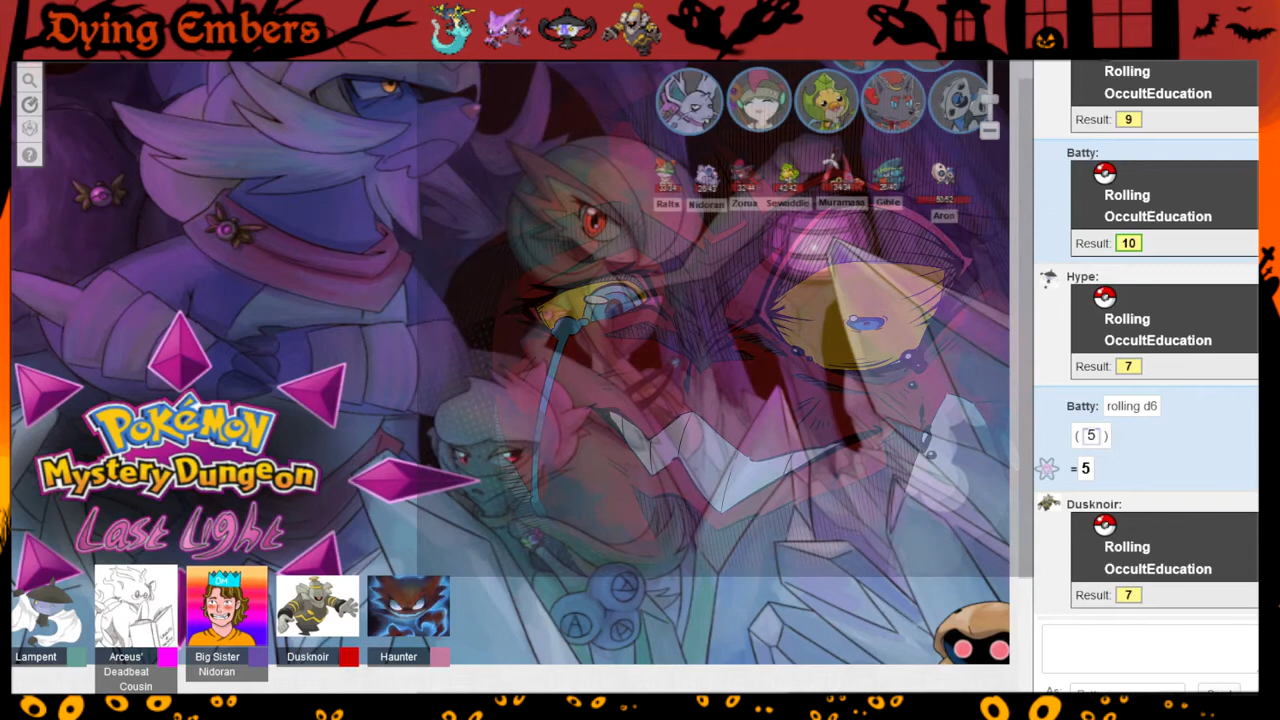 Dying Embers
Rolling
OccultEducation
Result: 9
Batty:
Rolling
OccultEducation
Result: 10
Hype:
Rolling
OccultEducation
Result: 7
Batty: rolling d6
( 5 )
= 5
Dusknoir:
Rolling
OccultEducation
Result: 7
Ralts
Nidoran
Zorua
Sewaddle
Muramasa
Gible
Aron
Pokémon
Mystery Dungeon
Last Light
DM
Lampent
Arceus'
Deadbeat
Cousin
Big Sister
Nidoran
Dusknoir
Haunter